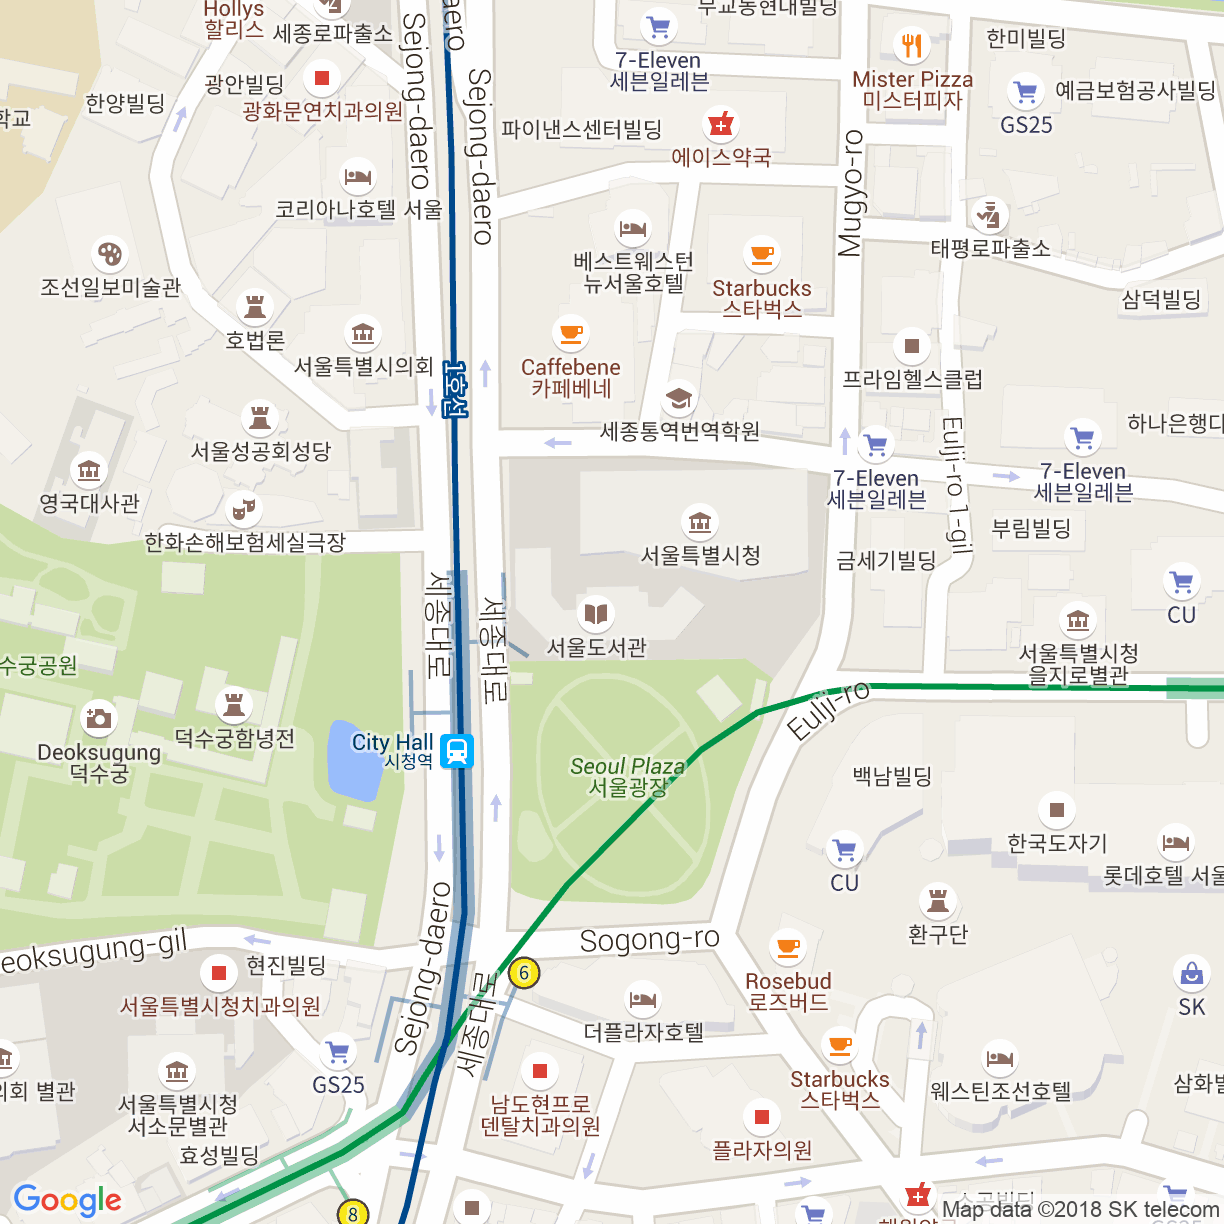 Hollys
할리스
세종로파출소
Sejong-daero
daero
무교동현대빌딩
7-Eleven
세븐일레븐
Mister Pizza
미스터피자
한미빌딩
예금보험공사빌딩
GS25
광안빌딩
한양빌딩
광화문연치과의원
학교
Sejong-daero
파이낸스센터빌딩
에이스약국
Mugyo-ro
코리아나호텔 서울
베스트웨스턴
뉴서울호텔
Starbucks
스타벅스
태평로파출소
조선일보미술관
삼덕빌딩
호법론
서울특별시의회
Caffebene
카페베네
프라임헬스클럽
1호선
서울성공회성당
세종통역번역학원
Eulji-ro 1-gil
하나은행다
7-Eleven
세븐일레븐
7-Eleven
세븐일레븐
영국대사관
한화손해보험세실극장
서울특별시청
부림빌딩
금세기빌딩
세종대로
세종대로
서울도서관
CU
서울특별시청
을지로별관
수궁공원
Deoksugung
덕수궁
덕수궁함녕전
City Hall
시청역
Eulji-ro
Seoul Plaza
서울광장
백남빌딩
한국도자기
CU
롯데호텔 서울
환구단
Sejong-daero
Sogong-ro
eoksugung-gil
현진빌딩
서울특별시청치과의원
6
세종대로
Rosebud
로즈버드
SK
더플라자호텔
GS25
Starbucks
스타벅스
웨스틴조선호텔
삼화빌
의회 별관
서울특별시청
서소문별관
남도현프로
덴탈치과의원
플라자의원
효성빌딩
8
Google
소공빌딩
Map data ©2018 SK telecom